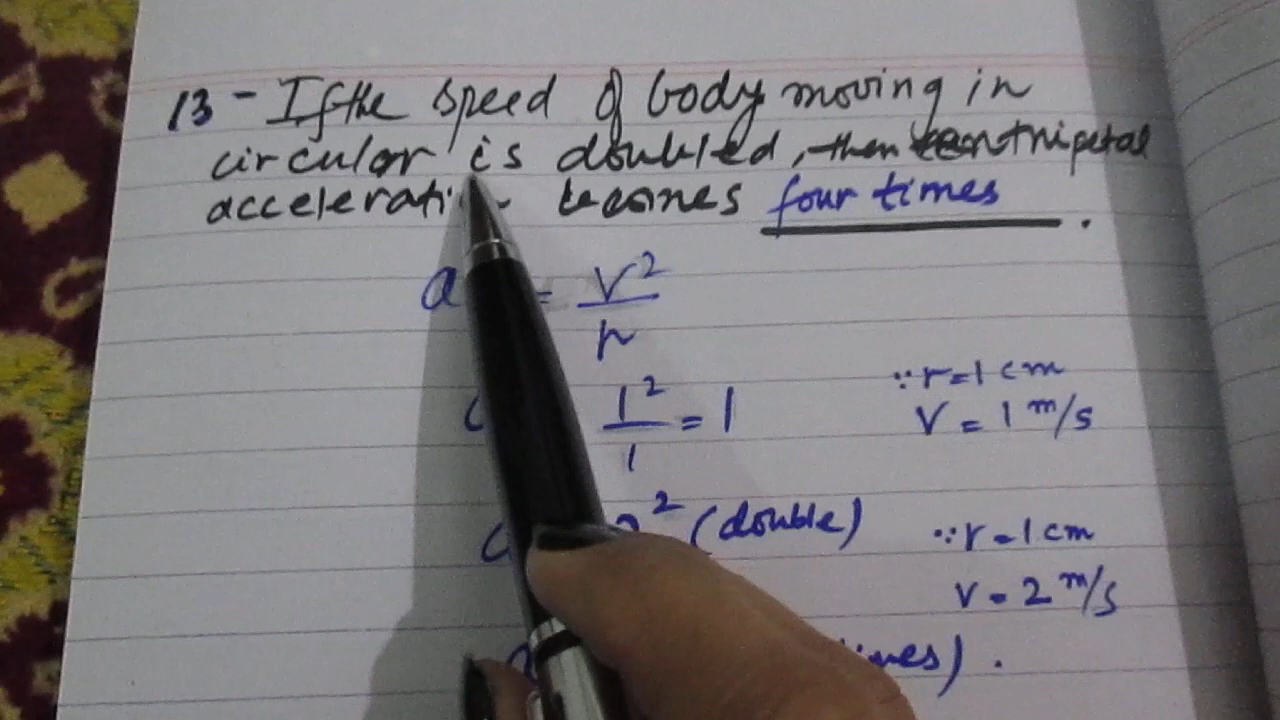 13 - If the speed of body moving in
circular is doubled, then centripetal
becomes four times .
a = v²/r
1²/1 = 1
∵ r = 1 cm
V = 1 m/s
2² (double)
∵ r = 1 cm
v = 2 m/s